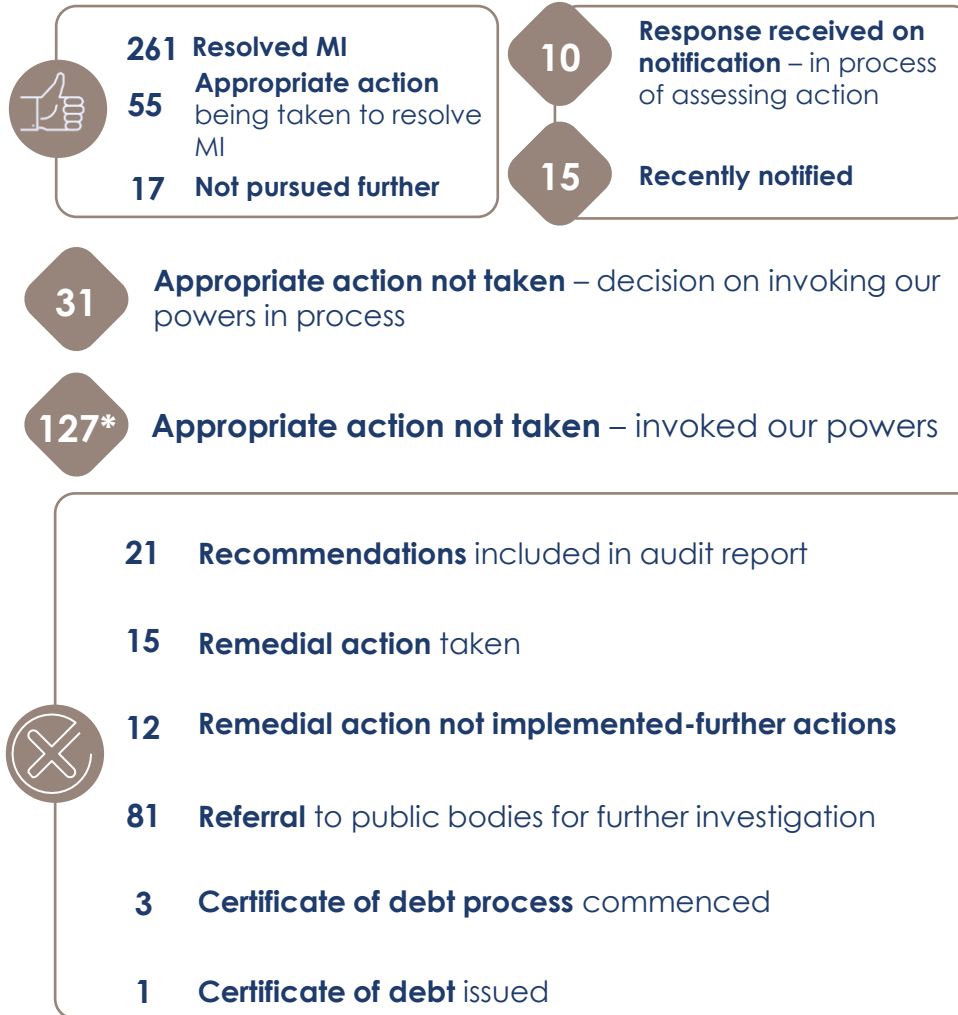 261 Resolved MI
55 Appropriate action
being taken to resolve
MI
17 Not pursued further
10 Response received on
notification – in process
of assessing action
15 Recently notified
31 Appropriate action not taken – decision on invoking our
powers in process
127* Appropriate action not taken – invoked our powers
21 Recommendations included in audit report
15 Remedial action taken
12 Remedial action not implemented-further actions
81 Referral to public bodies for further investigation
3 Certificate of debt process commenced
1 Certificate of debt issued